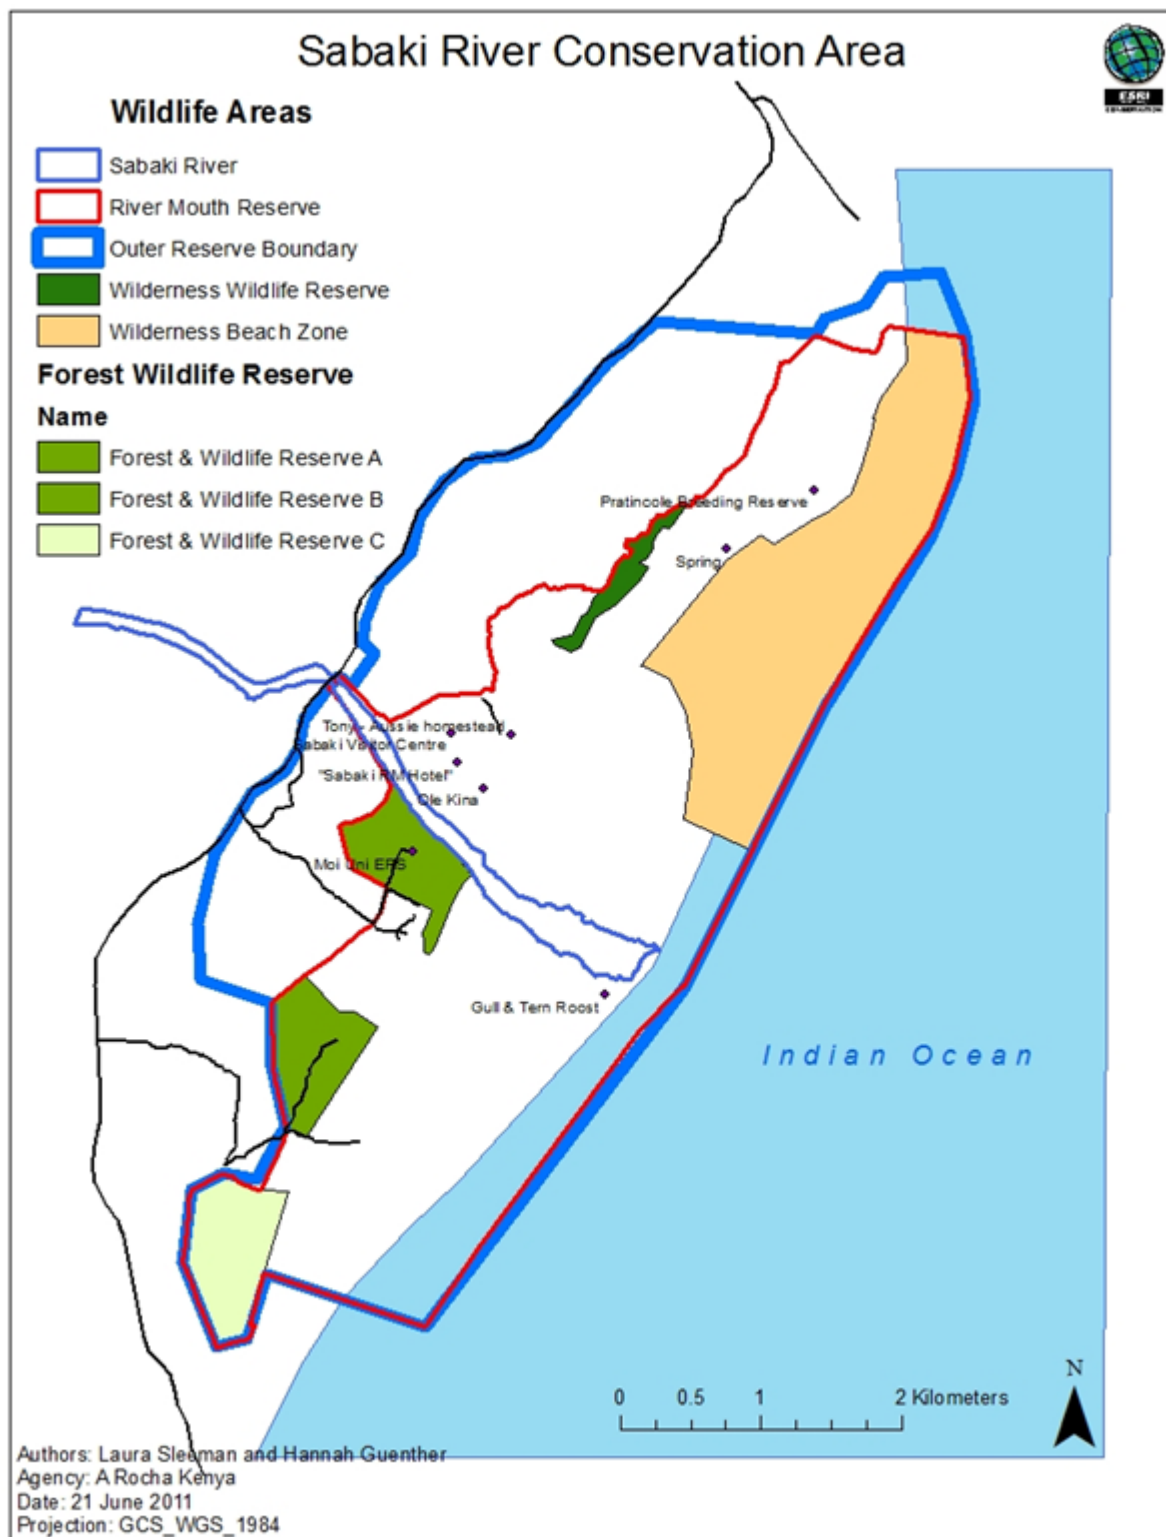 Sabaki River Conservation Area
ESRI
CONSERVATION
Wildlife Areas
Sabaki River
River Mouth Reserve
Outer Reserve Boundary
Wilderness Wildlife Reserve
Wilderness Beach Zone
Forest Wildlife Reserve
Name
Forest & Wildlife Reserve A
Forest & Wildlife Reserve B
Forest & Wildlife Reserve C
Pratincole Breeding Reserve
Spring
Tony - Aussie homestead
Sabaki Visitor Centre
"Sabaki RM Hotel"
Ole Kina
Moi Uni ERS
Gull & Tern Roost
Indian Ocean
N
0 0.5 1 2 Kilometers
Authors: Laura Sleeman and Hannah Guenther
Agency: A Rocha Kenya
Date: 21 June 2011
Projection: GCS_WGS_1984